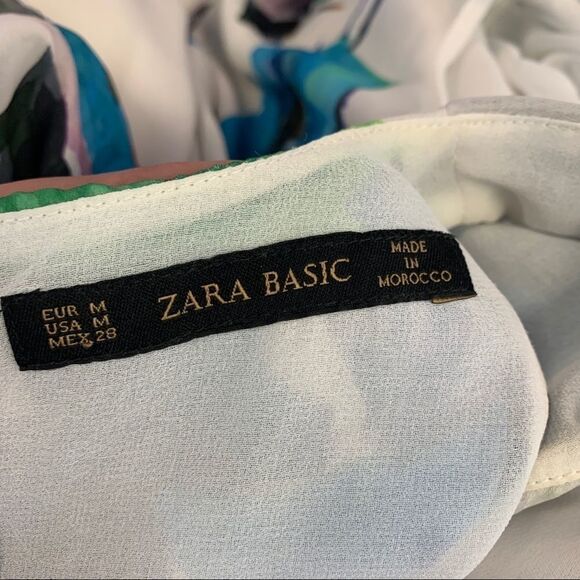 EUR M
USA M
MEX 28
ZARA BASIC
MADE
IN
MOROCCO